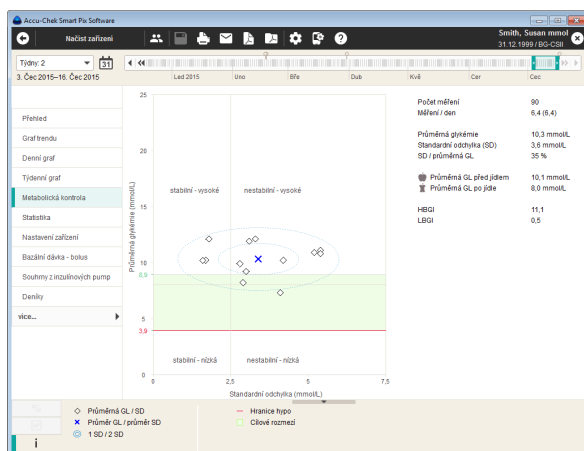 Accu-Chek Smart Pix Software
Načíst zařízení
Smith, Susan mmol
31.12.1999 / BG-CSII
Týdny: 2
31
3. Čec 2015–16. Čec 2015
Led 2015 Úno Bře Dub Kvě Čer Čec
Přehled
Graf trendu
Denní graf
Týdenní graf
Metabolická kontrola
Statistika
Nastavení zařízení
Bazální dávka - bolus
Souhrny z inzulínových pump
Deníky
více...
Průměrná glykémie (mmol/L)
25
20
15
10
8,9
5
3,9
0
stabilní - vysoké
nestabilní - vysoké
stabilní - nízká
nestabilní - nízká
0 2,5 5 7,5
Standardní odchylka (mmol/L)
Počet měření 90
Měření / den 6,4 (6,4)
Průměrná glykémie 10,3 mmol/L
Standardní odchylka (SD) 3,6 mmol/L
SD / průměrná GL 35 %
Průměrná GL před jídlem 10,1 mmol/L
Průměrná GL po jídle 8,0 mmol/L
HBGI 11,1
LBGI 0,5
Průměrná GL / SD
Průměr GL / průměr SD
1 SD / 2 SD
Hranice hypo
Cílové rozmezí
i